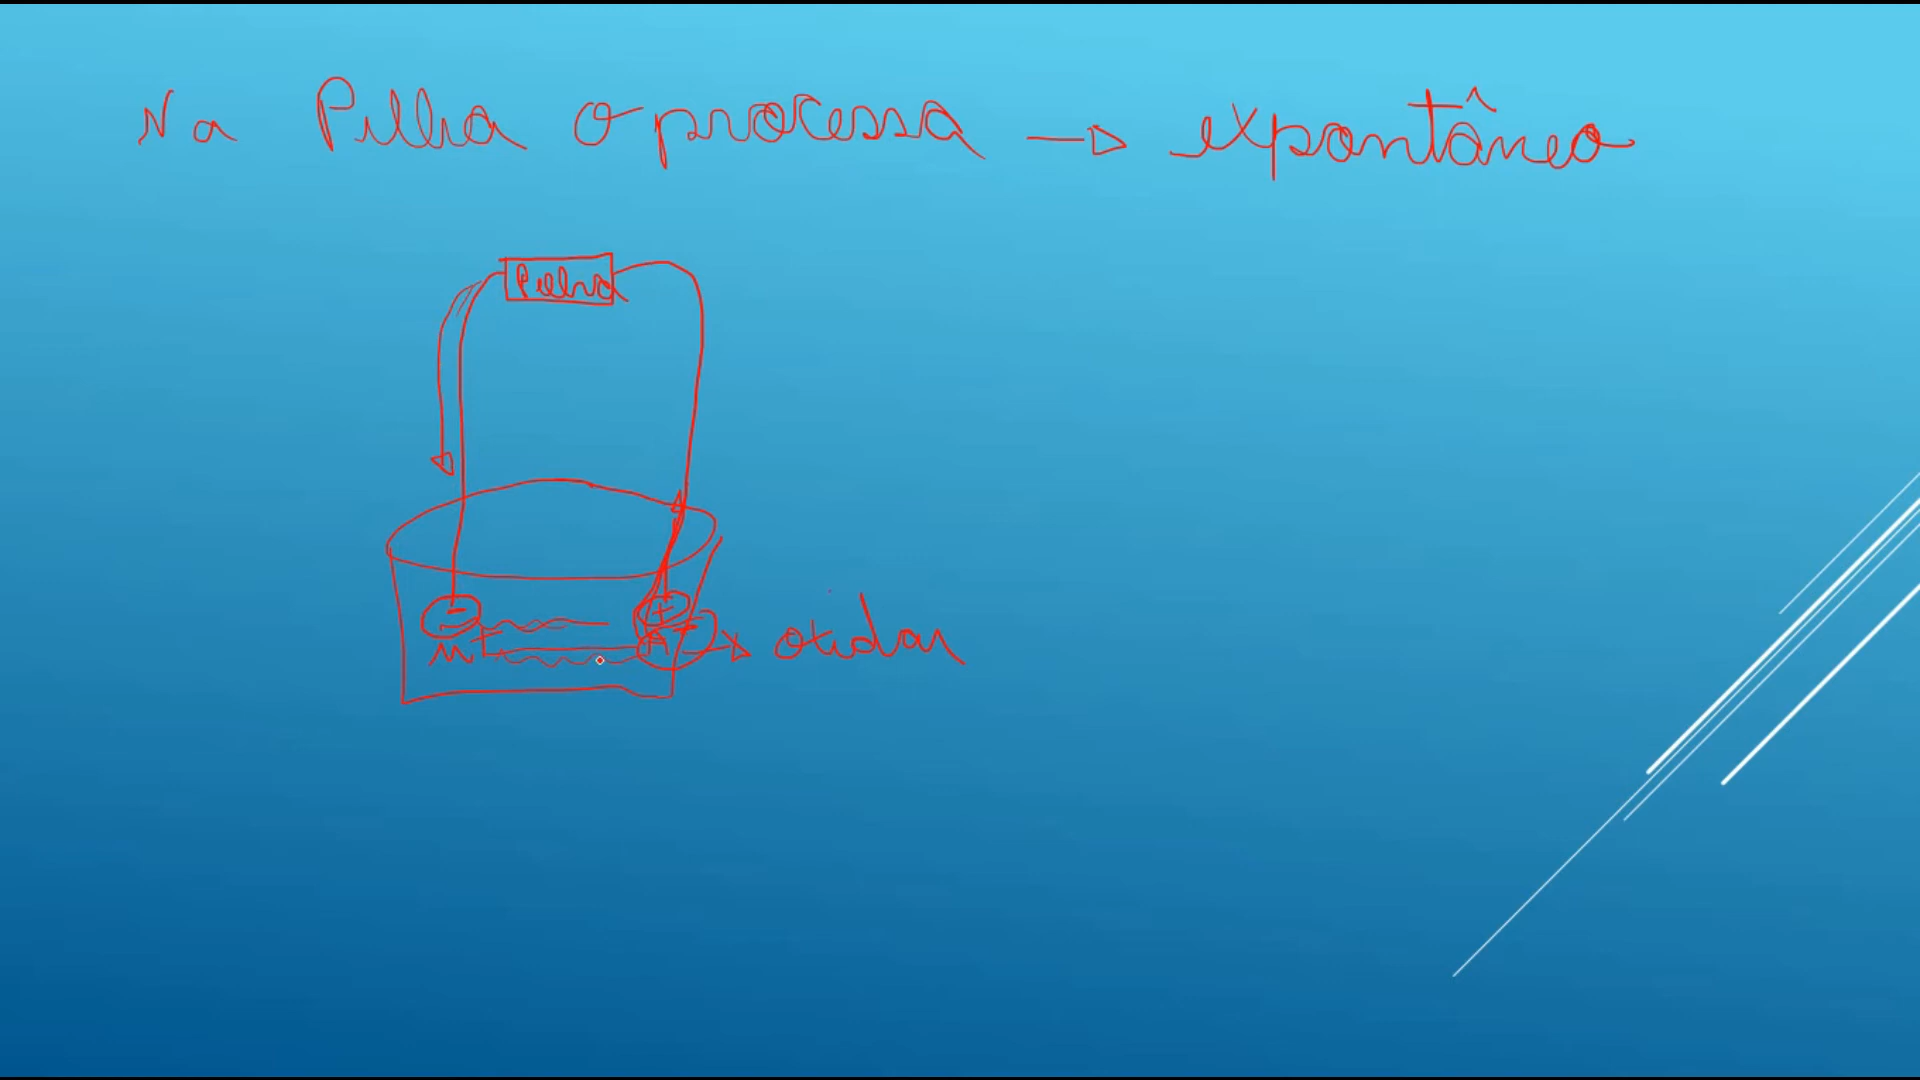 Na Pilha o processo → expontâneo
Pilha
- +
M+ A-
oxidar